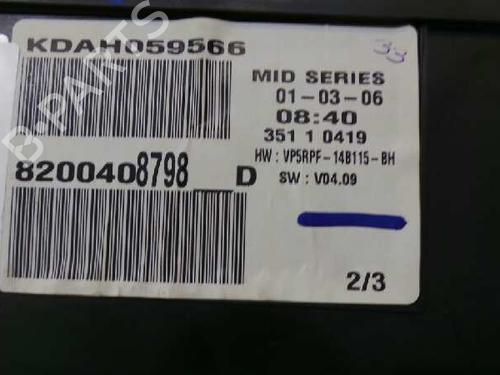 KDAH059566
33
MID SERIES
01-03-06
08:40
351 1 0419
HW : VP5RPF-14B115-BH
8200408798__D
SW : V04.09
2/3
B-PARTS